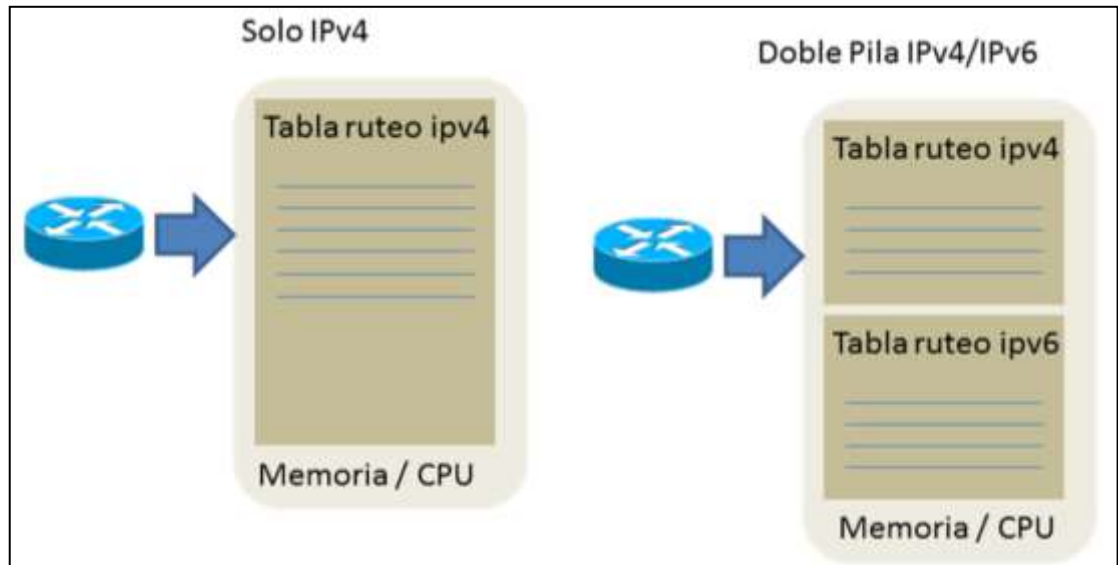 Solo IPv4
Tabla ruteo ipv4
Memoria / CPU
Doble Pila IPv4/IPv6
Tabla ruteo ipv4
Tabla ruteo ipv6
Memoria / CPU